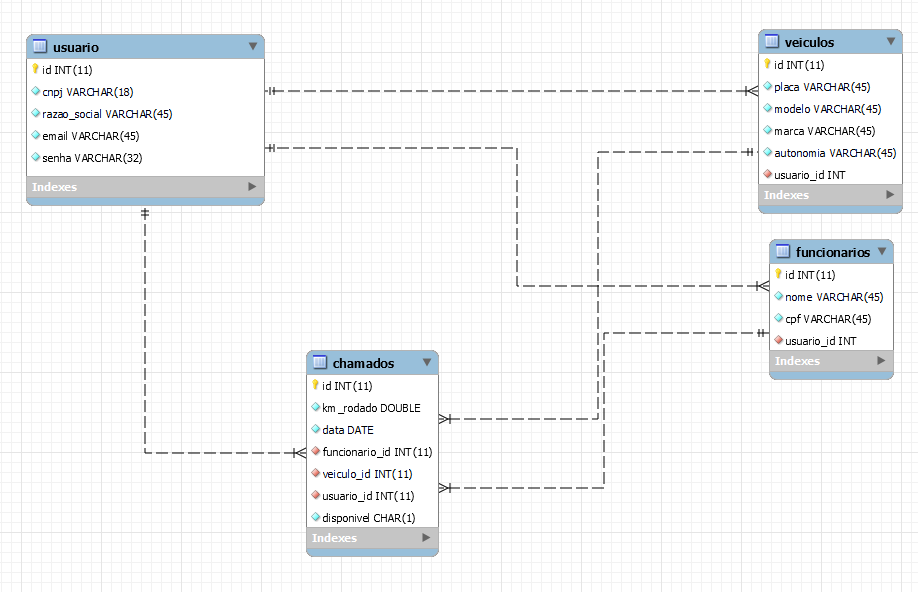 usuario
id INT(11)
cnpj VARCHAR(18)
razao_social VARCHAR(45)
email VARCHAR(45)
senha VARCHAR(32)
Indexes
veiculos
id INT(11)
placa VARCHAR(45)
modelo VARCHAR(45)
marca VARCHAR(45)
autonomia VARCHAR(45)
usuario_id INT
Indexes
funcionarios
id INT(11)
nome VARCHAR(45)
cpf VARCHAR(45)
usuario_id INT
Indexes
chamados
id INT(11)
km_rodado DOUBLE
data DATE
funcionario_id INT(11)
veiculo_id INT(11)
usuario_id INT(11)
disponivel CHAR(1)
Indexes